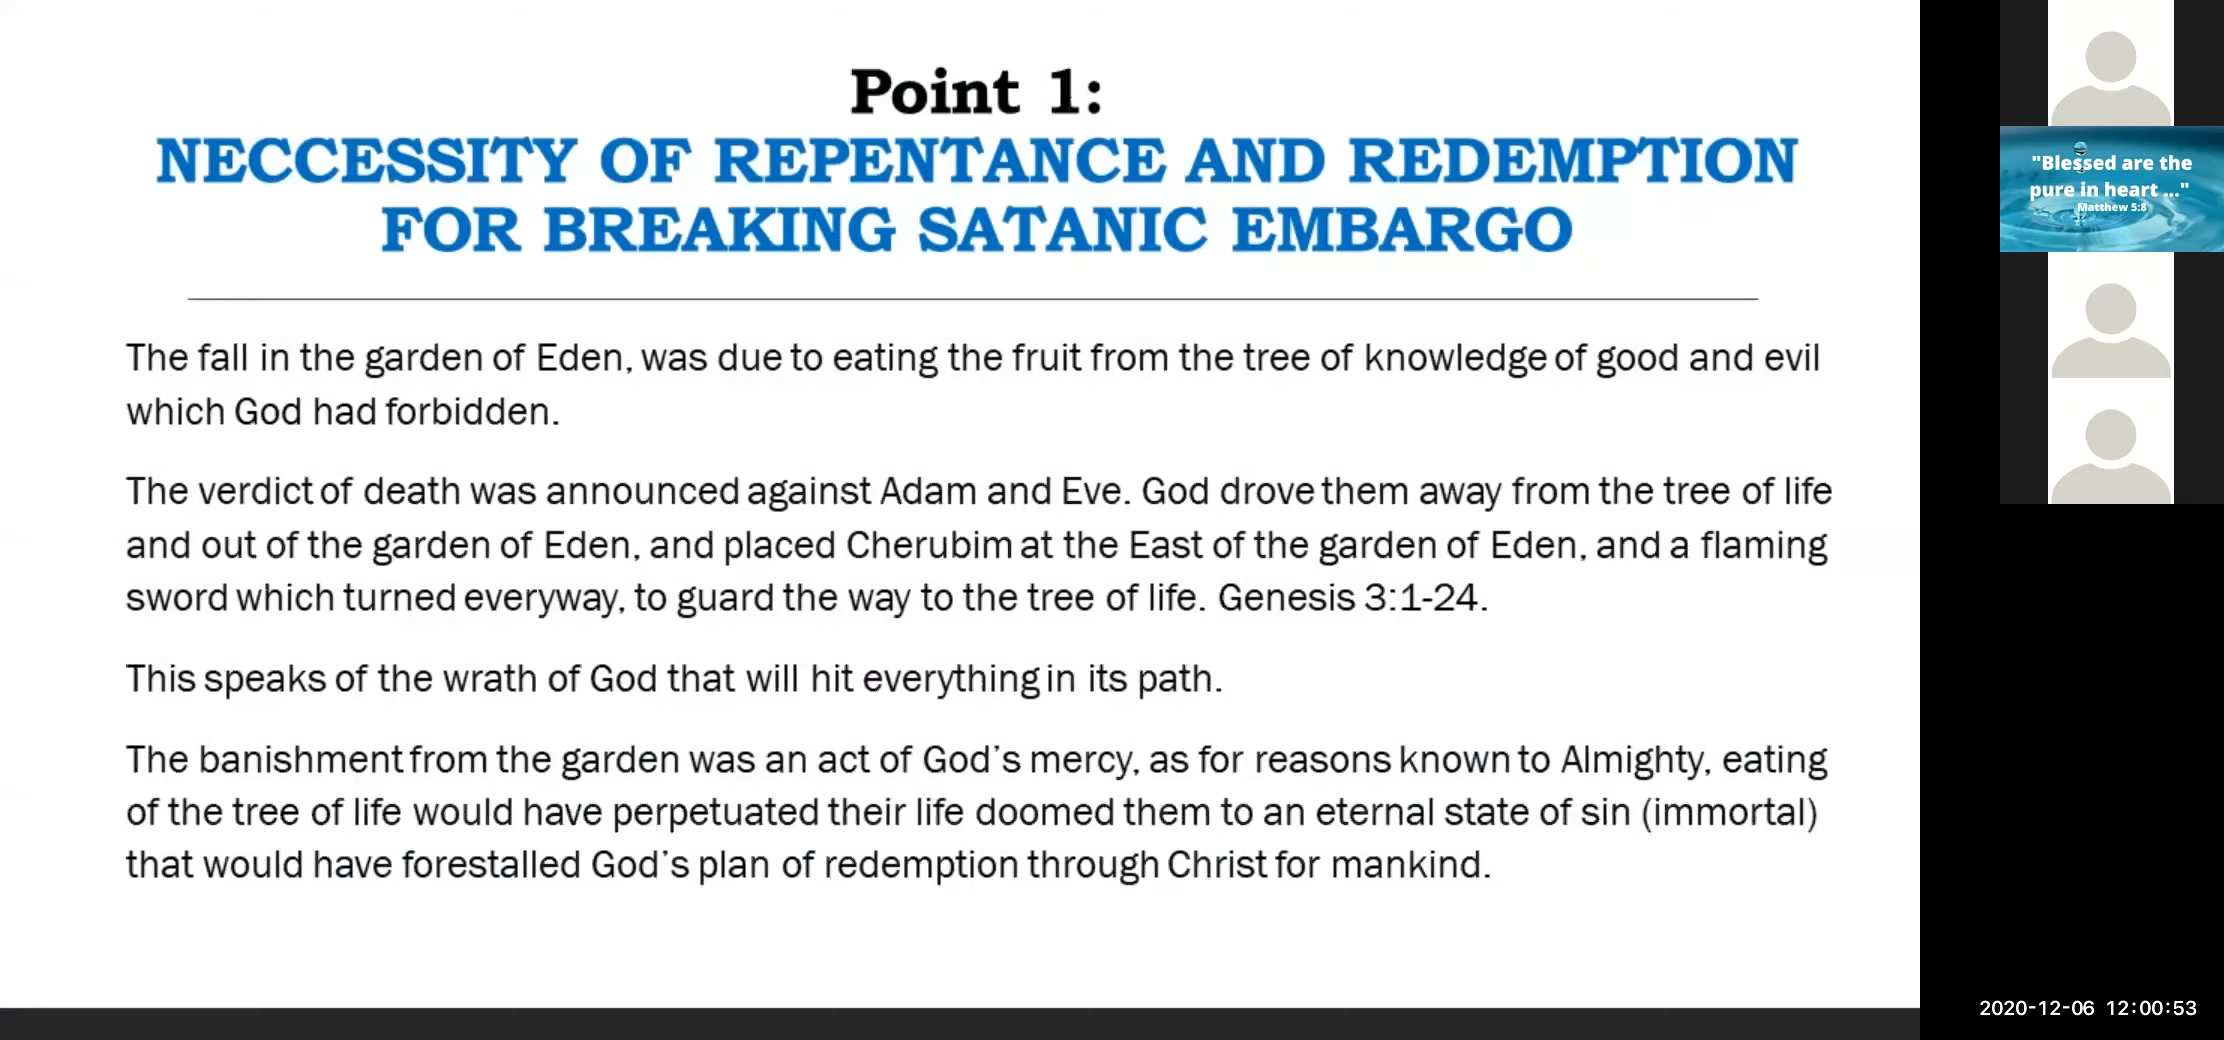 Point 1:
NECCESSITY OF REPENTANCE AND REDEMPTION
FOR BREAKING SATANIC EMBARGO
The fall in the garden of Eden, was due to eating the fruit from the tree of knowledge of good and evil
which God had forbidden.
The verdict of death was announced against Adam and Eve. God drove them away from the tree of life
and out of the garden of Eden, and placed Cherubim at the East of the garden of Eden, and a flaming
sword which turned everyway, to guard the way to the tree of life. Genesis 3:1-24.
This speaks of the wrath of God that will hit everything in its path.
The banishment from the garden was an act of God's mercy, as for reasons known to Almighty, eating
of the tree of life would have perpetuated their life doomed them to an eternal state of sin (immortal)
that would have forestalled God's plan of redemption through Christ for mankind.
"Blessed are the
pure in heart ..."
Matthew 5:8
2020-12-06 12:00:53